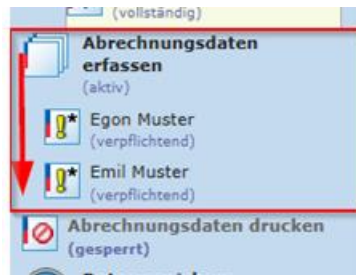 (vollständig)
Abrechnungsdaten
erfassen
(aktiv)
Egon Muster
(verpflichtend)
Emil Muster
(verpflichtend)
Abrechnungsdaten drucken
(gesperrt)